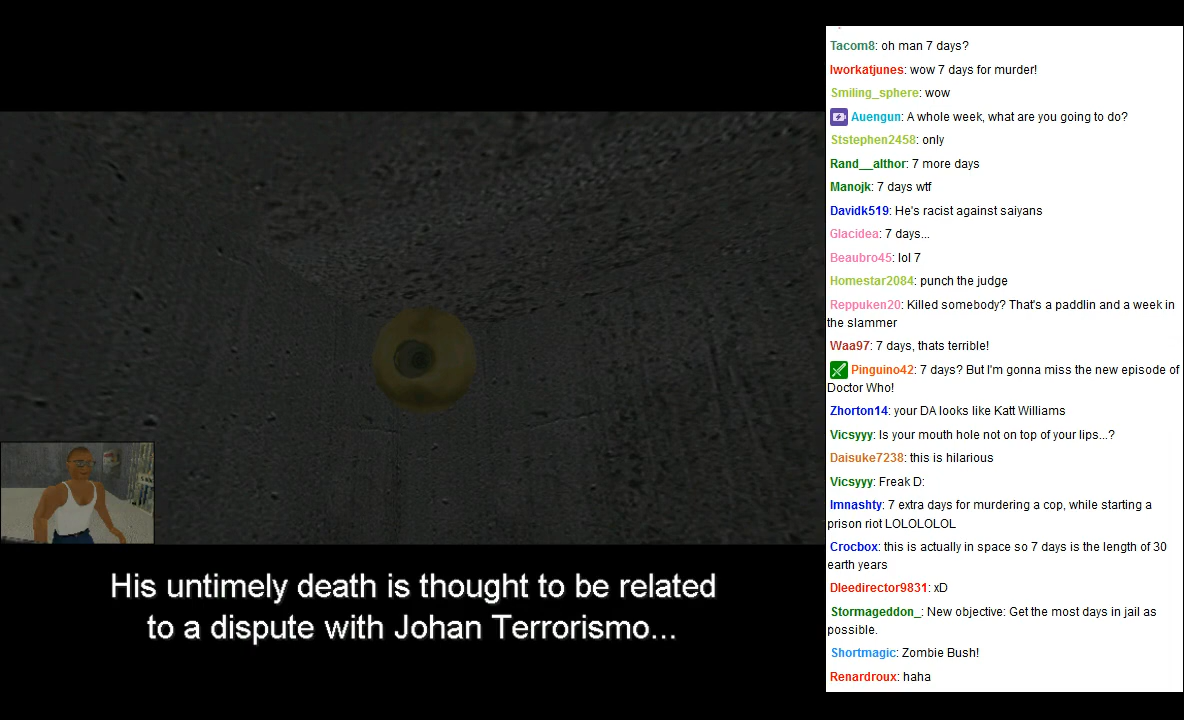 Tacom8: oh man 7 days?
Iworkatjunes: wow 7 days for murder!
Smiling_sphere: wow
Auengun: A whole week, what are you going to do?
Ststephen2458: only
Rand__althor: 7 more days
Manojk: 7 days wtf
Davidk519: He's racist against saiyans
Glacidea: 7 days...
Beaubro45: lol 7
Homestar2084: punch the judge
Reppuken20: Killed somebody? That's a paddlin and a week in
the slammer
Waa97: 7 days, thats terrible!
Pinguino42: 7 days? But I'm gonna miss the new episode of
Doctor Who!
Zhorton14: your DA looks like Katt Williams
Vicsyyy: Is your mouth hole not on top of your lips...?
Daisuke7238: this is hilarious
Vicsyyy: Freak D:
Imnashty: 7 extra days for murdering a cop, while starting a
prison riot LOLOLOLOL
Crocbox: this is actually in space so 7 days is the length of 30
earth years
Dleedirector9831: xD
Stormageddon_: New objective: Get the most days in jail as
possible.
Shortmagic: Zombie Bush!
Renardroux: haha
His untimely death is thought to be related
to a dispute with Johan Terrorismo...